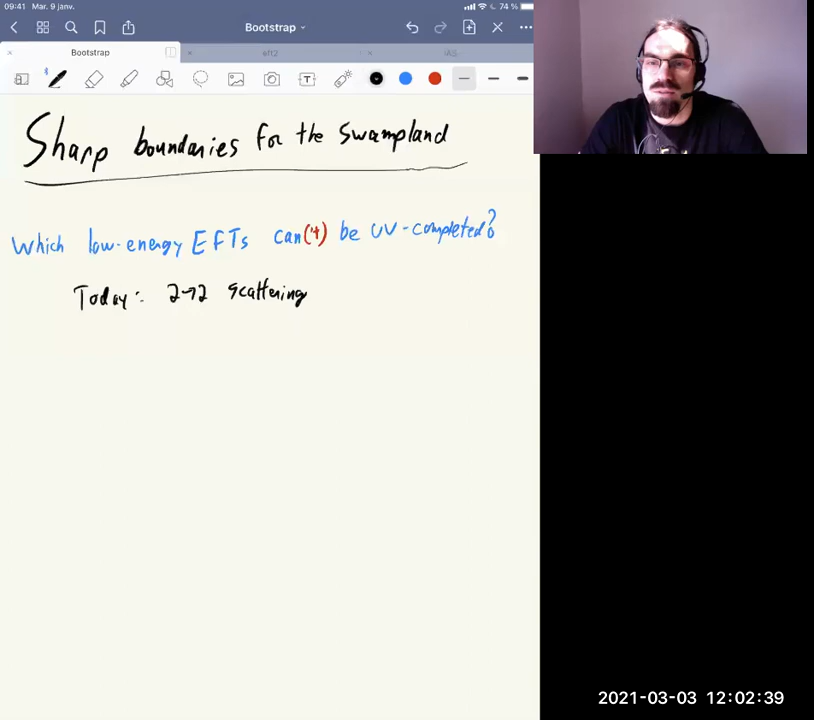 09:41 Mar. 9 janv.
74 %
Bootstrap
Bootstrap
eft2
Sharp boundaries for the Swampland
Which low-energy EFTs can('t) be UV-completed?
Today: 2→2 scattering
2021-03-03 12:02:39